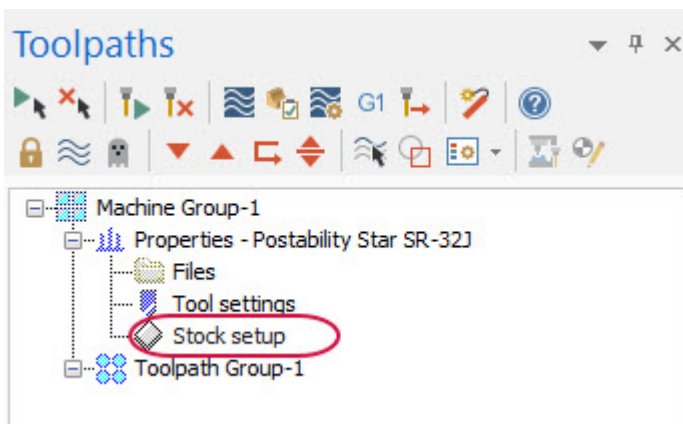 Toolpaths
G1
Machine Group-1
Properties - Postability Star SR-32J
Files
Tool settings
Stock setup
Toolpath Group-1